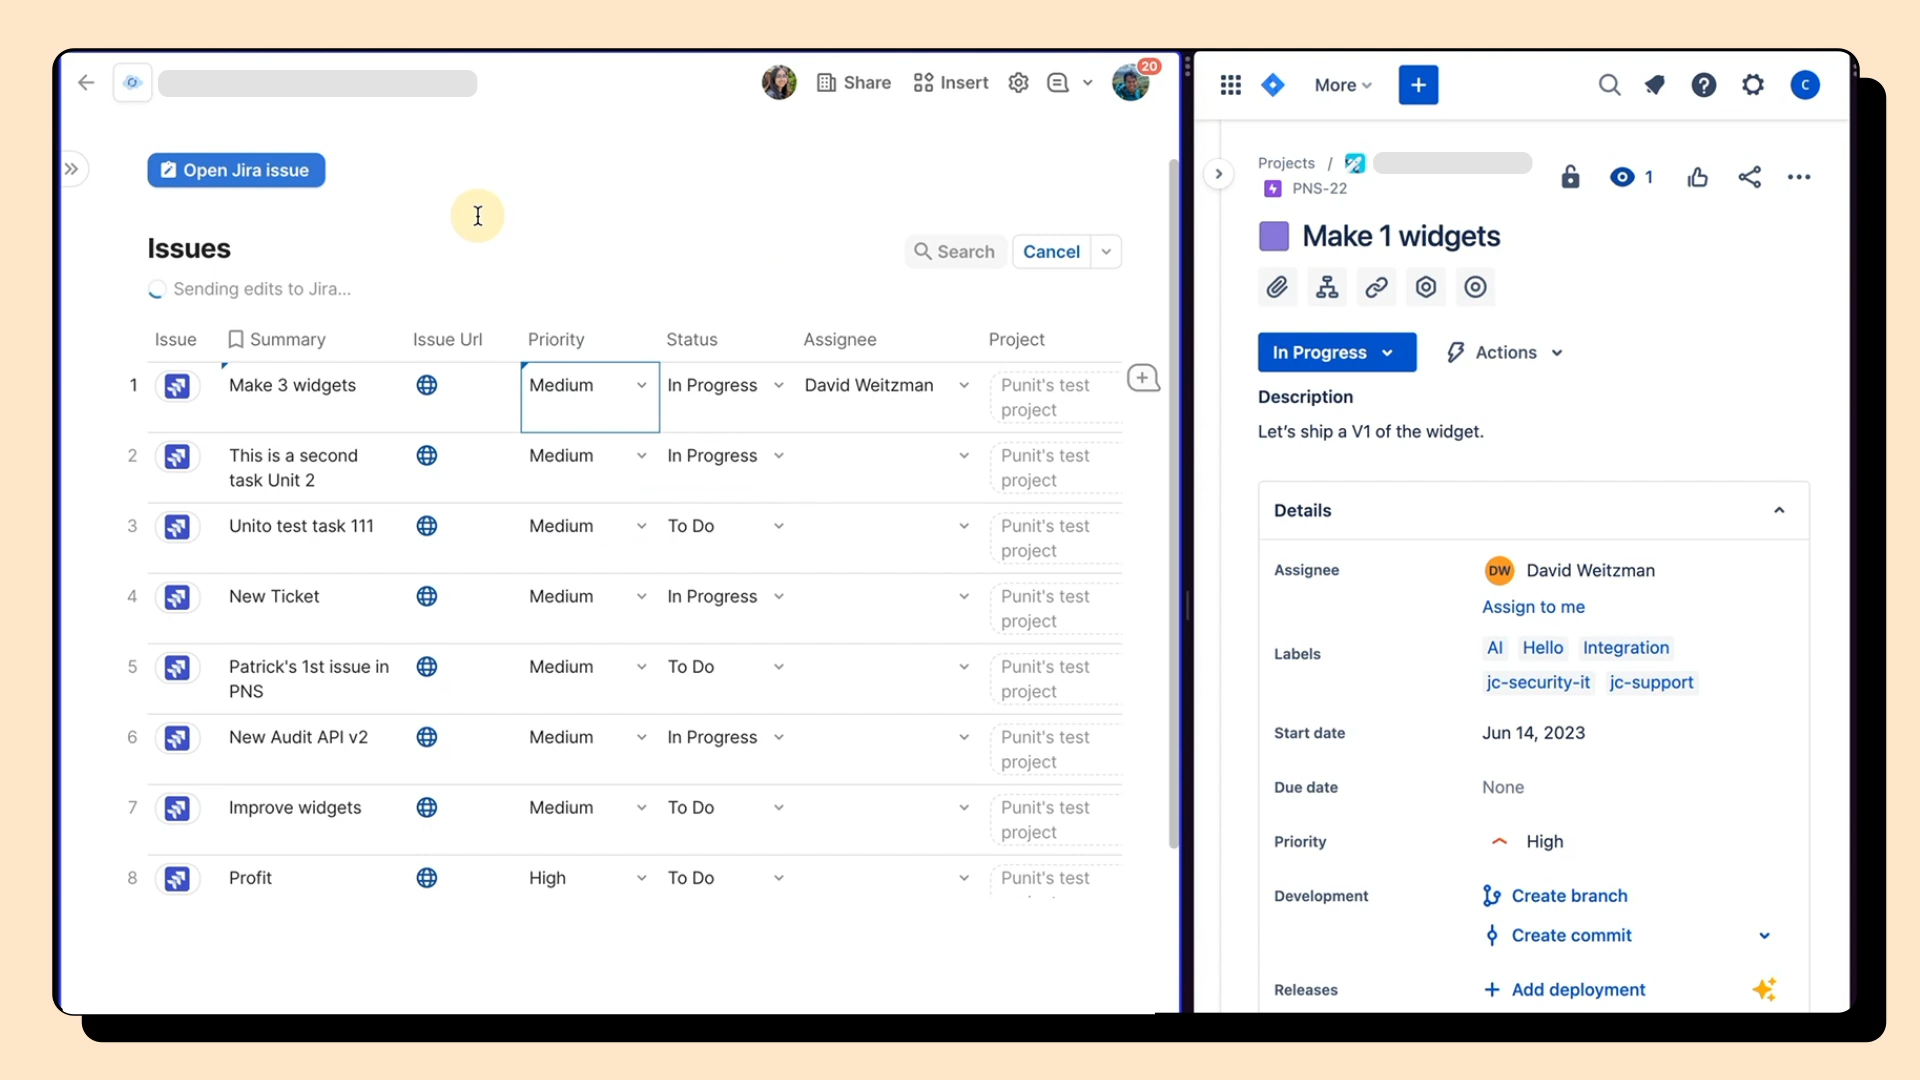 Share
Insert
20
Open Jira issue
Issues
Search
Cancel
Sending edits to Jira...
Issue Summary Issue Url Priority Status Assignee Project
1 Make 3 widgets Medium In Progress David Weitzman Punit's test
project
2 This is a second Medium In Progress Punit's test
task Unit 2 project
3 Unito test task 111 Medium To Do Punit's test
project
4 New Ticket Medium In Progress Punit's test
project
5 Patrick's 1st issue in Medium To Do Punit's test
PNS project
6 New Audit API v2 Medium In Progress Punit's test
project
7 Improve widgets Medium To Do Punit's test
project
8 Profit High To Do Punit's test
More
C
Projects /
PNS-22
1
Make 1 widgets
In Progress
Actions
Description
Let's ship a V1 of the widget.
Details
Assignee DW David Weitzman
Assign to me
Labels AI Hello Integration
jc-security-it jc-support
Start date Jun 14, 2023
Due date None
Priority High
Development Create branch
Create commit
Releases Add deployment